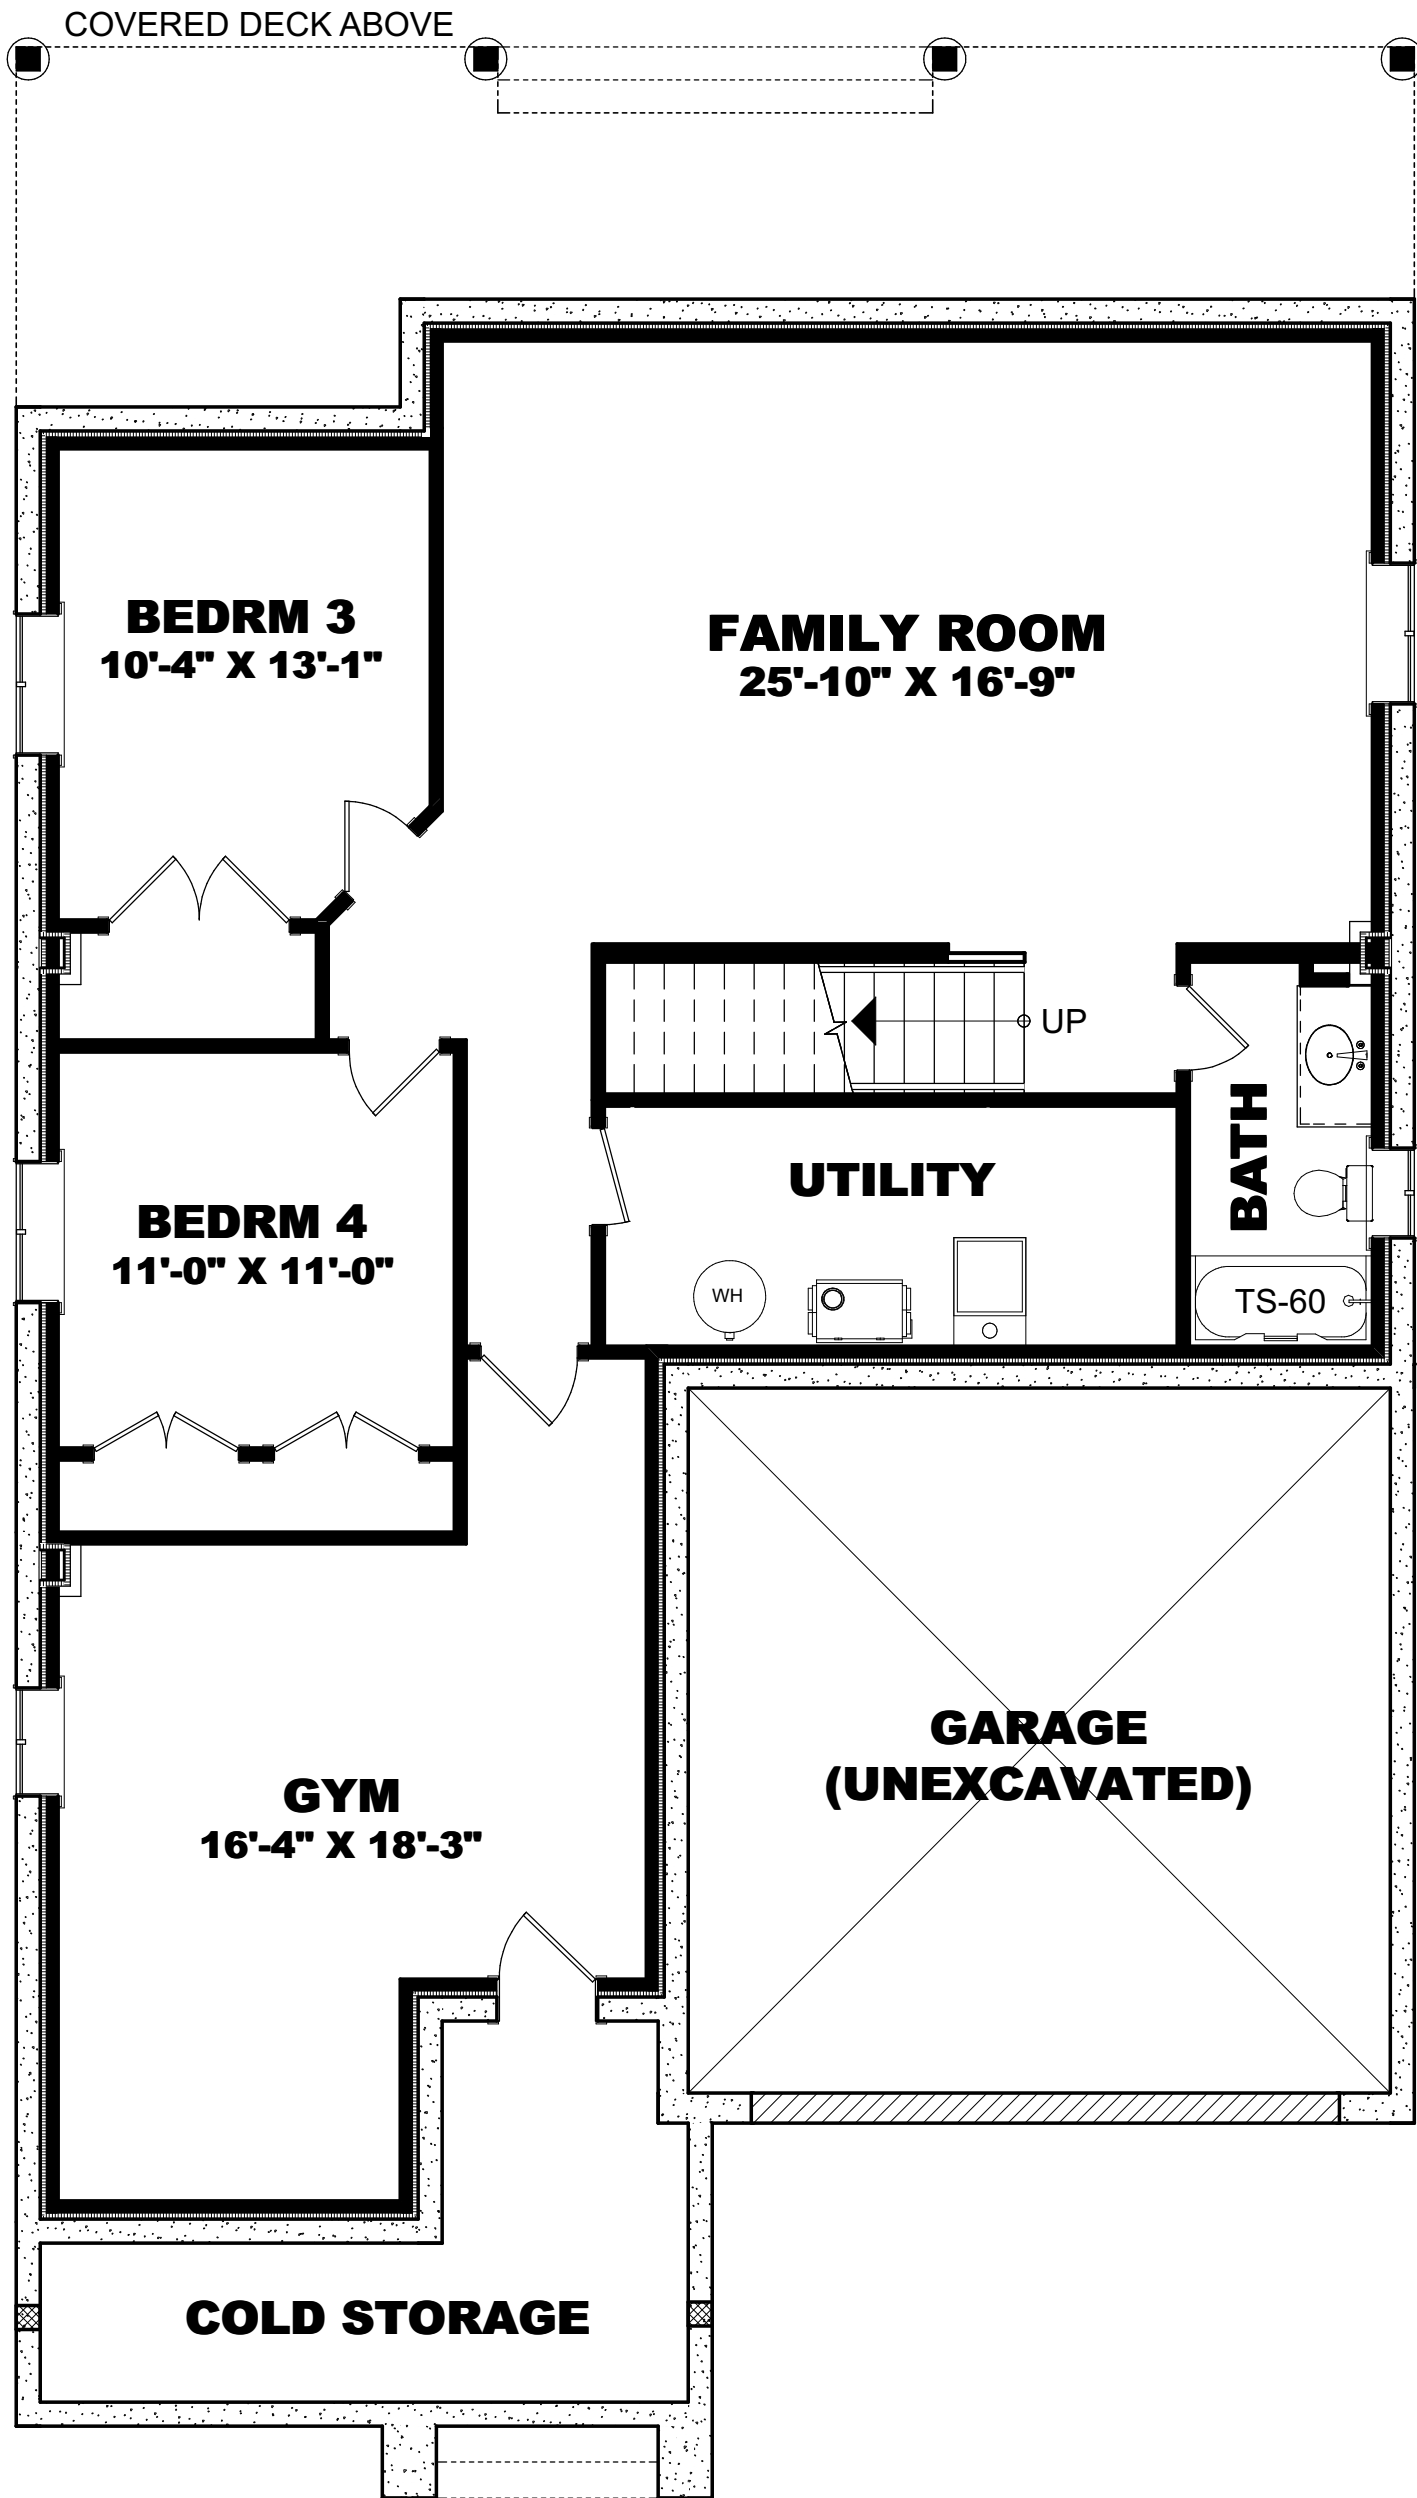 COVERED DECK ABOVE
BEDRM 3
10'-4" X 13'-1"
FAMILY ROOM
25'-10" X 16'-9"
UP
BATH
UTILITY
BEDRM 4
11'-0" X 11'-0"
WH
TS-60
GARAGE
(UNEXCAVATED)
GYM
16'-4" X 18'-3"
COLD STORAGE